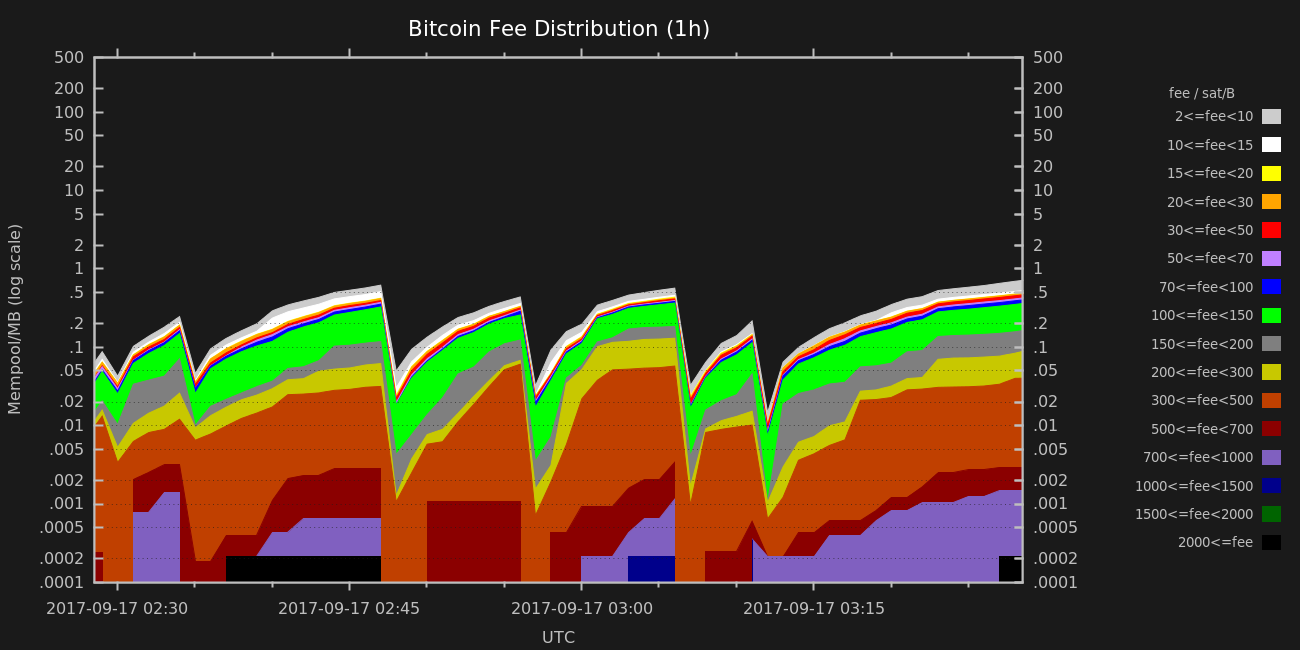 Bitcoin Fee Distribution (1h)
500 500
200 200
100 100
50 50
20 20
10 10
5 5
2 2
1 1
.5 .5
.2 .2
.1 .1
.05 .05
.02 .02
.01 .01
.005 .005
.002 .002
.001 .001
.0005 .0005
.0002 .0002
.0001 .0001
Mempool/MB (log scale)
2017-09-17 02:30 2017-09-17 02:45 2017-09-17 03:00 2017-09-17 03:15
UTC
fee / sat/B
2<=fee<10
10<=fee<15
15<=fee<20
20<=fee<30
30<=fee<50
50<=fee<70
70<=fee<100
100<=fee<150
150<=fee<200
200<=fee<300
300<=fee<500
500<=fee<700
700<=fee<1000
1000<=fee<1500
1500<=fee<2000
2000<=fee